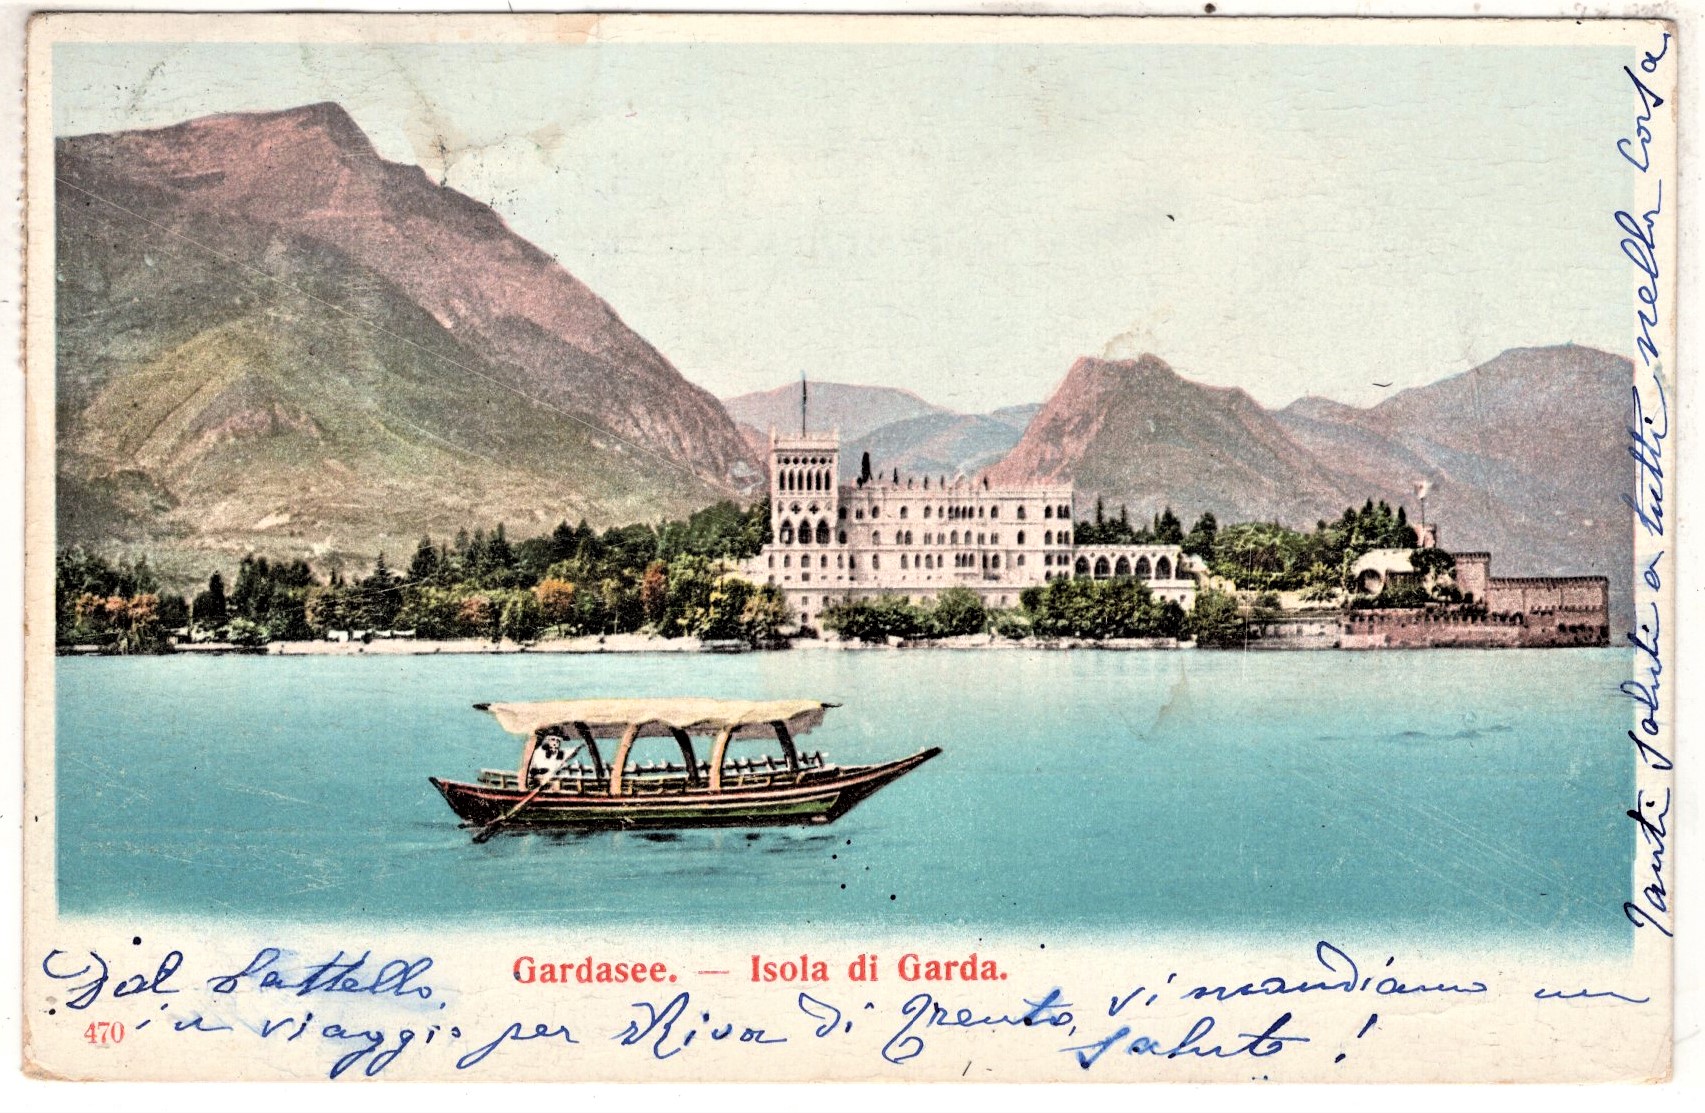 Gardasee. — Isola di Garda.
470
Dal battello,
in viaggio per Riva di Trento, vi mandiamo un
saluto!
Tanti saluti a tutti nella Corsa